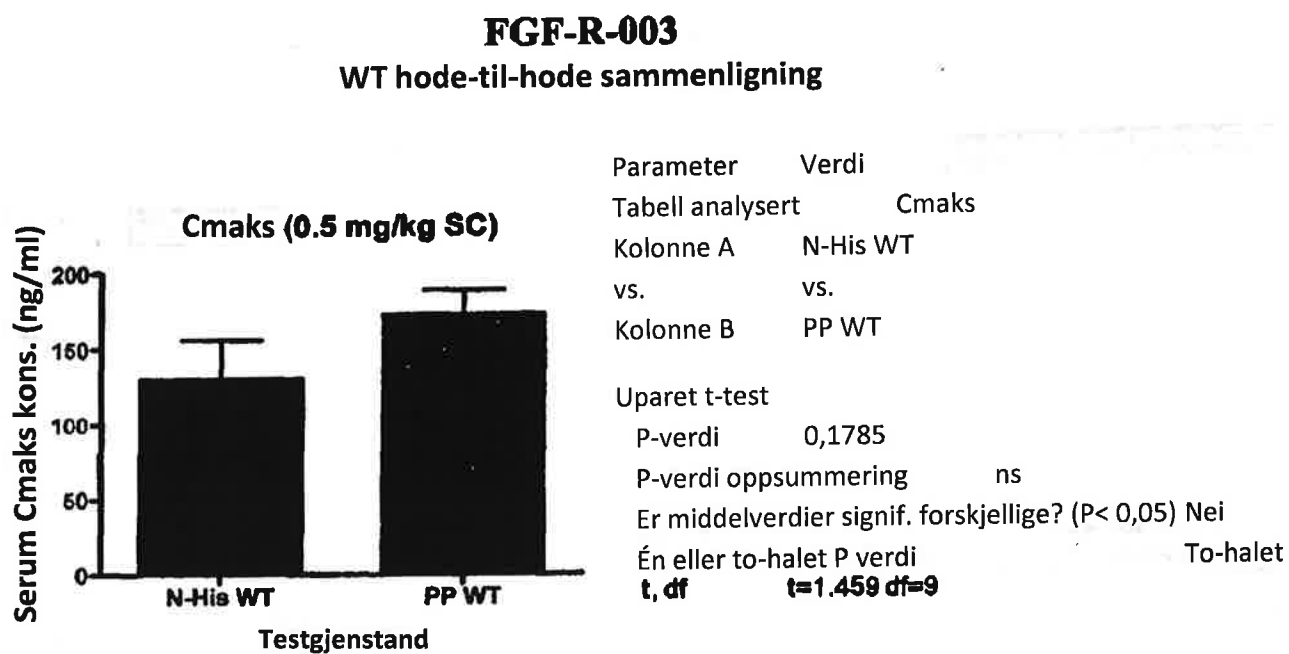 FGF-R-003
WT hode-til-hode sammenligning
Cmaks (0.5 mg/kg SC)
Serum Cmaks kons. (ng/ml)
200
150
100
50
0
N-His WT PP WT
Testgjenstand
Parameter Verdi
Tabell analysert Cmaks
Kolonne A N-His WT
vs. vs.
Kolonne B PP WT
Uparet t-test
P-verdi 0,1785
P-verdi oppsummering ns
Er middelverdier signif. forskjellige? (P< 0,05) Nei
Én eller to-halet P verdi To-halet
t, df t=1.459 df=9